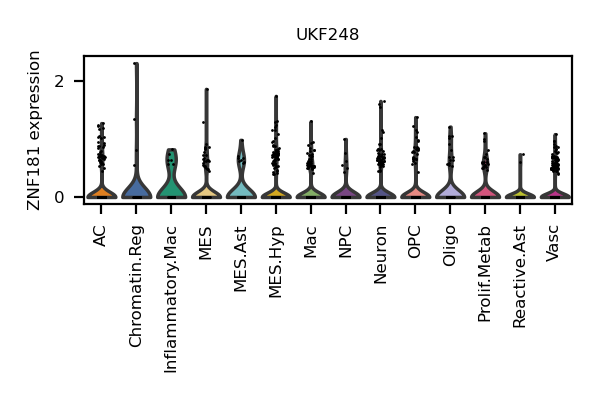 UKF248
ZNF181 expression
2
0
AC
Chromatin.Reg
Inflammatory.Mac
MES
MES.Ast
MES.Hyp
Mac
NPC
Neuron
OPC
Oligo
Prolif.Metab
Reactive.Ast
Vasc